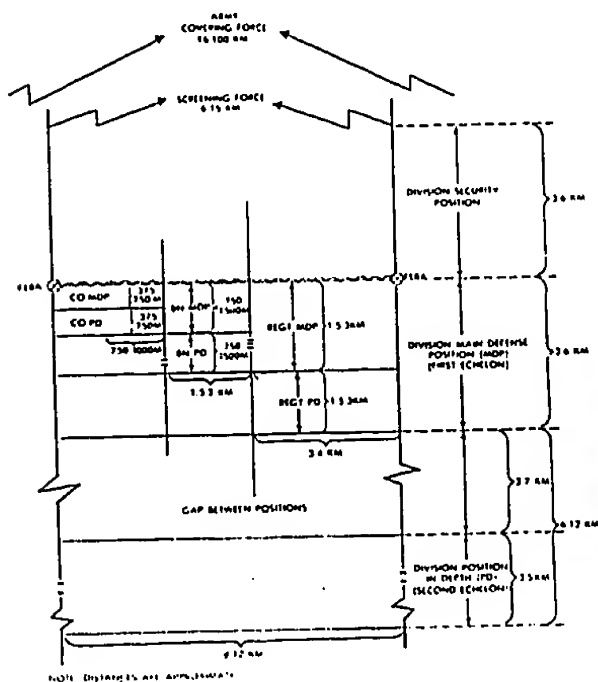 ARMY
COVERING FORCE
16 100 KM
SCREENING FORCE
6 15 KM
DIVISION SECURITY
POSITION
3 6 KM
FEBA
FEBA
CO MDP
375
750 M
CO PD
375
750M
750 1000M
BN MDP
750
1500M
BN PD
750
1500M
1.5 3 KM
REGT MDP
1.5 3KM
REGT PD
1.5 3KM
3 6 KM
DIVISION MAIN DEFENSE
POSITION (MDP)
(FIRST ECHELON)
3 6 KM
GAP BETWEEN POSITIONS
3 7 KM
6 12 KM
DIVISION POSITION
IN DEPTH (PD)
(SECOND ECHELON)
3 5 KM
12 KM
NOTE DISTANCES ARE APPROXIMATE